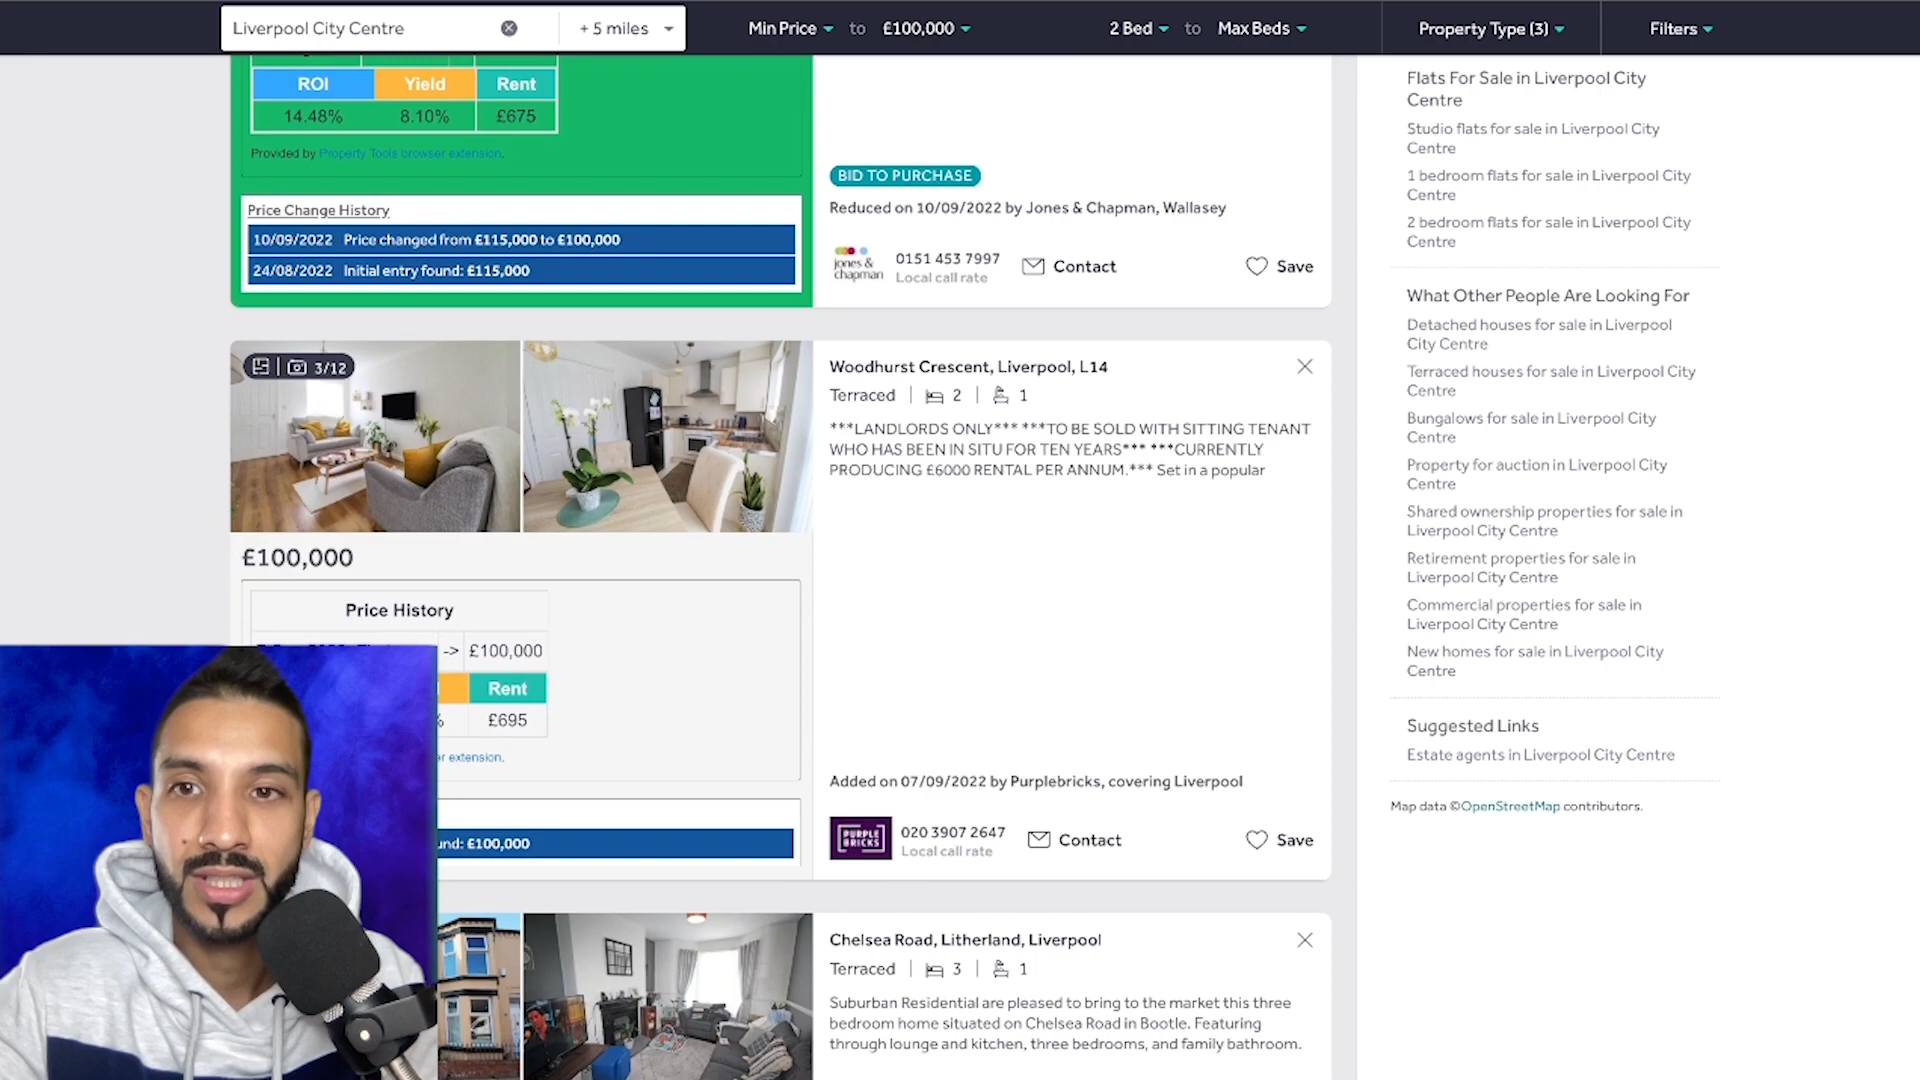 Liverpool City Centre
+ 5 miles
Min Price to £100,000
2 Bed to Max Beds
Property Type (3)
Filters
ROI Yield Rent
14.48% 8.10% £675
Provided by Property Tools browser extension.
Price Change History
10/09/2022 Price changed from £115,000 to £100,000
24/08/2022 Initial entry found: £115,000
BID TO PURCHASE
Reduced on 10/09/2022 by Jones & Chapman, Wallasey
jones &
chapman
0151 453 7997
Local call rate
Contact
Save
3/12
£100,000
Price History
-> £100,000
Rent
% £695
extension.
und: £100,000
Woodhurst Crescent, Liverpool, L14
Terraced | 2 | 1
***LANDLORDS ONLY*** ***TO BE SOLD WITH SITTING TENANT
WHO HAS BEEN IN SITU FOR TEN YEARS*** ***CURRENTLY
PRODUCING £6000 RENTAL PER ANNUM.*** Set in a popular
Added on 07/09/2022 by Purplebricks, covering Liverpool
PURPLE
BRICKS
020 3907 2647
Local call rate
Contact
Save
Chelsea Road, Litherland, Liverpool
Terraced | 3 | 1
Suburban Residential are pleased to bring to the market this three
bedroom home situated on Chelsea Road in Bootle. Featuring
through lounge and kitchen, three bedrooms, and family bathroom.
Flats For Sale in Liverpool City
Centre
Studio flats for sale in Liverpool City
Centre
1 bedroom flats for sale in Liverpool City
Centre
2 bedroom flats for sale in Liverpool City
Centre
What Other People Are Looking For
Detached houses for sale in Liverpool
City Centre
Terraced houses for sale in Liverpool City
Centre
Bungalows for sale in Liverpool City
Centre
Property for auction in Liverpool City
Centre
Shared ownership properties for sale in
Liverpool City Centre
Retirement properties for sale in
Liverpool City Centre
Commercial properties for sale in
Liverpool City Centre
New homes for sale in Liverpool City
Centre
Suggested Links
Estate agents in Liverpool City Centre
Map data ©OpenStreetMap contributors.